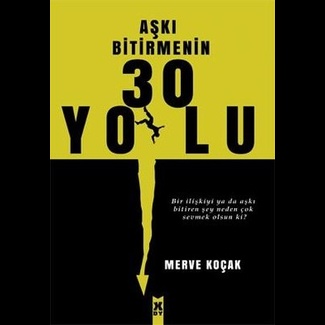 AŞKI
BİTİRMENİN
30
YOLU
Bir ilişkiyi ya da aşkı
bitiren şey neden çok
sevmek olsun ki?
MERVE KOÇAK
X
DY